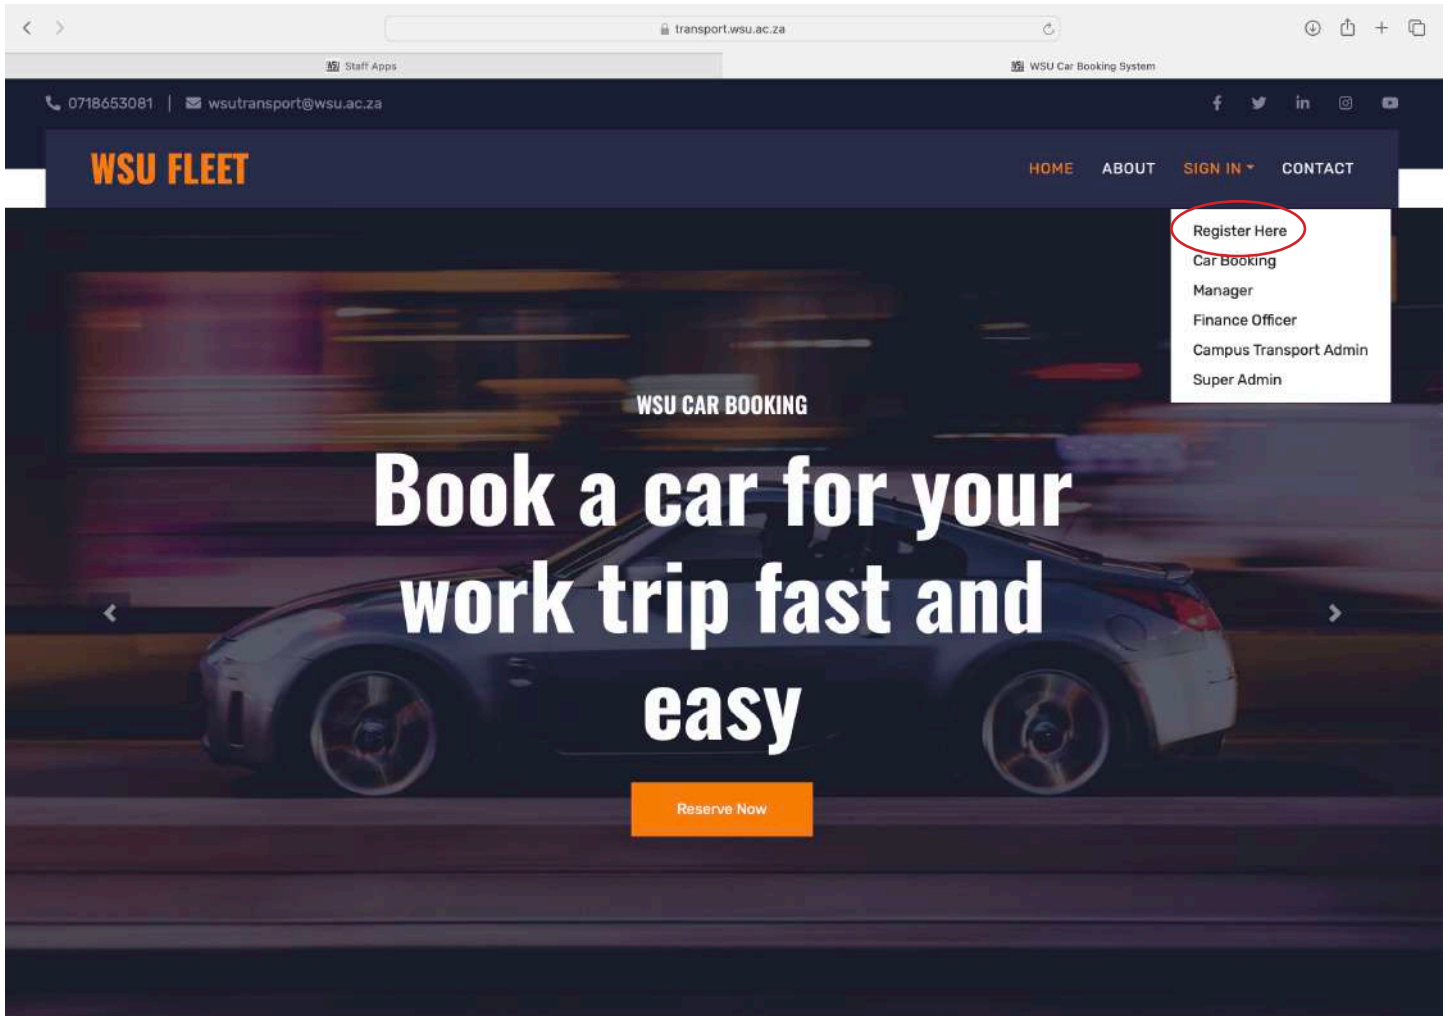 transport.wsu.ac.za
Staff Apps
WSU Car Booking System
0718653081 | wsutransport@wsu.ac.za
WSU FLEET
HOME ABOUT SIGN IN CONTACT
Register Here
Car Booking
Manager
Finance Officer
Campus Transport Admin
Super Admin
WSU CAR BOOKING
Book a car for your
work trip fast and
easy
Reserve Now